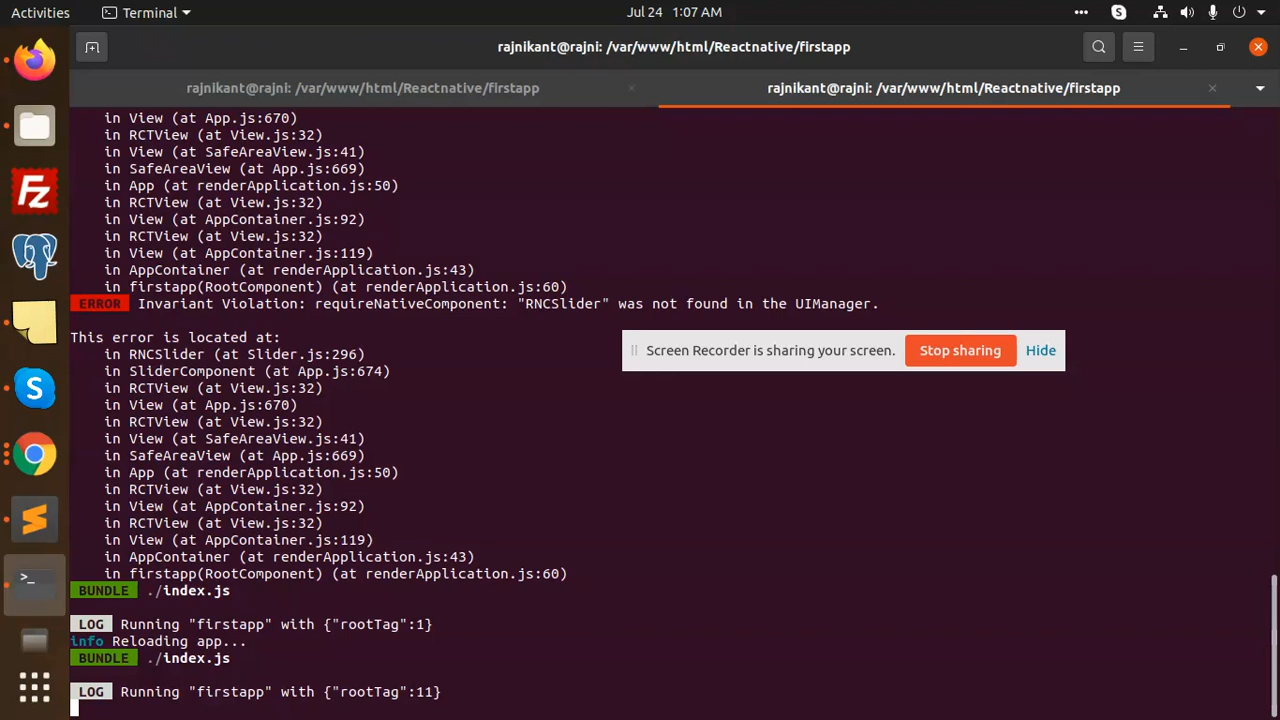 Activities
Terminal
Jul 24 1:07 AM
rajnikant@rajni: /var/www/html/Reactnative/firstapp
rajnikant@rajni: /var/www/html/Reactnative/firstapp
rajnikant@rajni: /var/www/html/Reactnative/firstapp
in View (at App.js:670)
in RCTView (at View.js:32)
in View (at SafeAreaView.js:41)
in SafeAreaView (at App.js:669)
in App (at renderApplication.js:50)
in RCTView (at View.js:32)
in View (at AppContainer.js:92)
in RCTView (at View.js:32)
in View (at AppContainer.js:119)
in AppContainer (at renderApplication.js:43)
in firstapp(RootComponent) (at renderApplication.js:60)
ERROR Invariant Violation: requireNativeComponent: "RNCSlider" was not found in the UIManager.
This error is located at:
in RNCSlider (at Slider.js:296)
in SliderComponent (at App.js:674)
in RCTView (at View.js:32)
in View (at App.js:670)
in RCTView (at View.js:32)
in View (at SafeAreaView.js:41)
in SafeAreaView (at App.js:669)
in App (at renderApplication.js:50)
in RCTView (at View.js:32)
in View (at AppContainer.js:92)
in RCTView (at View.js:32)
in View (at AppContainer.js:119)
in AppContainer (at renderApplication.js:43)
in firstapp(RootComponent) (at renderApplication.js:60)
BUNDLE ./index.js
LOG Running "firstapp" with {"rootTag":1}
info Reloading app...
BUNDLE ./index.js
LOG Running "firstapp" with {"rootTag":11}
Screen Recorder is sharing your screen.
Stop sharing
Hide
Fz
S
>_